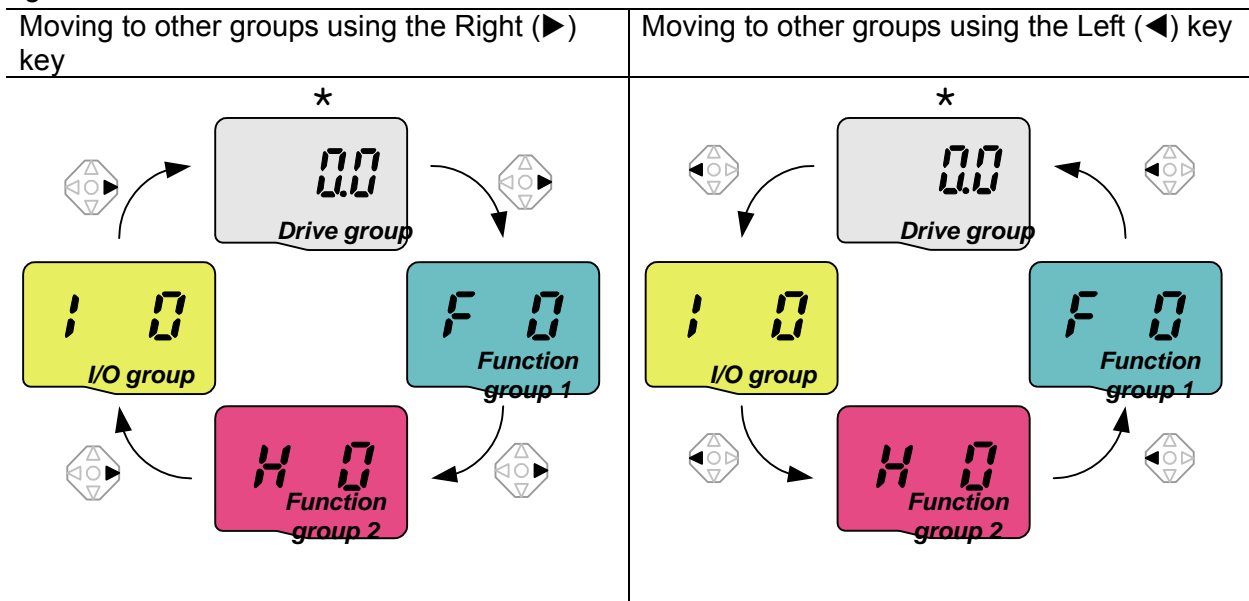 Moving to other groups using the Right (▶)
key
Moving to other groups using the Left (◀) key
*
0.0
Drive group
I 0
I/O group
F 0
Function
group 1
H 0
Function
group 2
*
0.0
Drive group
I 0
I/O group
F 0
Function
group 1
H 0
Function
group 2